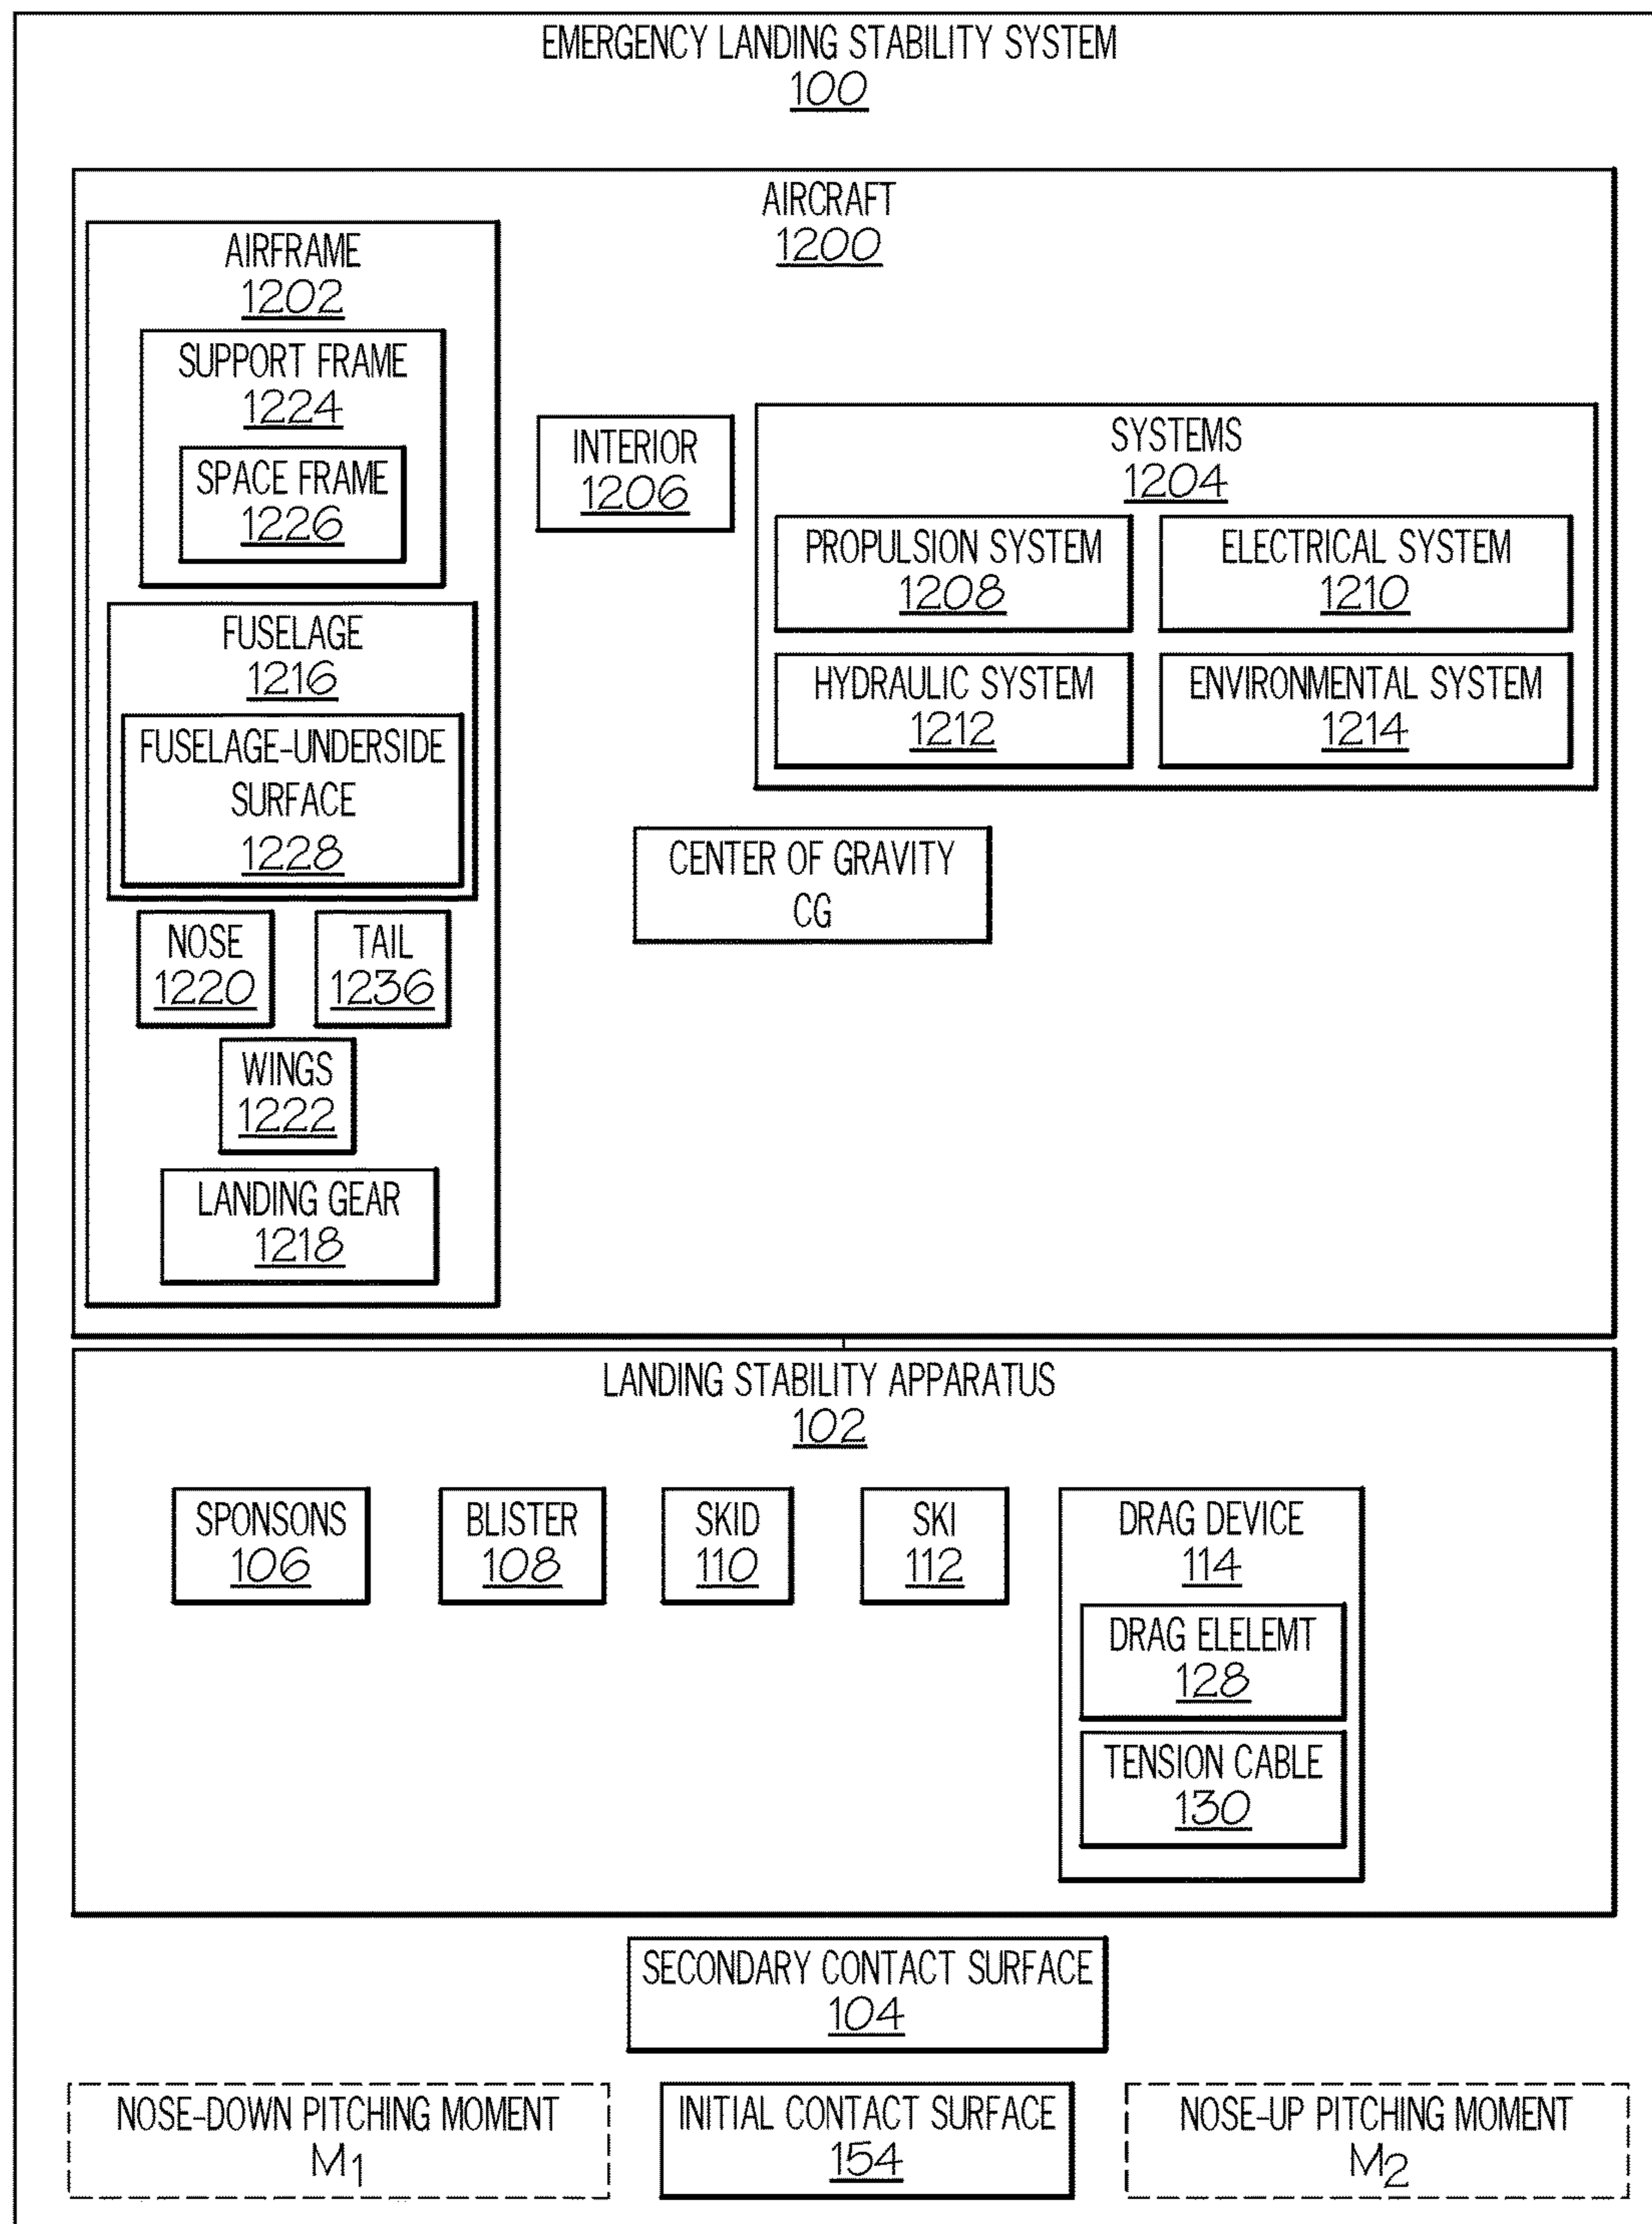 EMERGENCY LANDING STABILITY SYSTEM
100
AIRCRAFT
1200
AIRFRAME
1202
SUPPORT FRAME
1224
SPACE FRAME
1226
FUSELAGE
1216
FUSELAGE-UNDERSIDE
SURFACE
1228
NOSE
1220
TAIL
1236
WINGS
1222
LANDING GEAR
1218
INTERIOR
1206
SYSTEMS
1204
PROPULSION SYSTEM
1208
ELECTRICAL SYSTEM
1210
HYDRAULIC SYSTEM
1212
ENVIRONMENTAL SYSTEM
1214
CENTER OF GRAVITY
CG
LANDING STABILITY APPARATUS
102
SPONSONS
106
BLISTER
108
SKID
110
SKI
112
DRAG DEVICE
114
DRAG ELELEMT
128
TENSION CABLE
130
SECONDARY CONTACT SURFACE
104
NOSE-DOWN PITCHING MOMENT
M1
INITIAL CONTACT SURFACE
154
NOSE-UP PITCHING MOMENT
M2